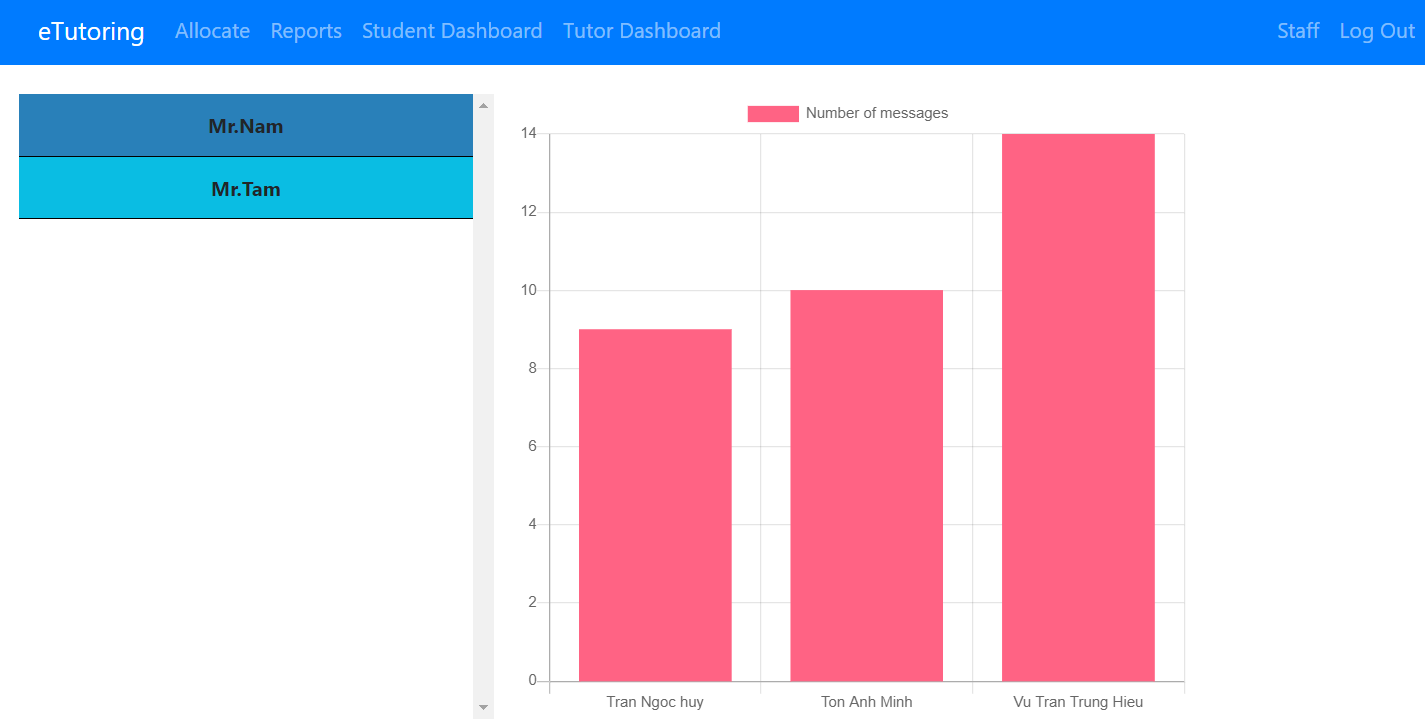 eTutoring Allocate Reports Student Dashboard Tutor Dashboard Staff Log Out
Mr.Nam
Mr.Tam
Number of messages
14
12
10
8
6
4
2
0
Tran Ngoc huy Ton Anh Minh Vu Tran Trung Hieu